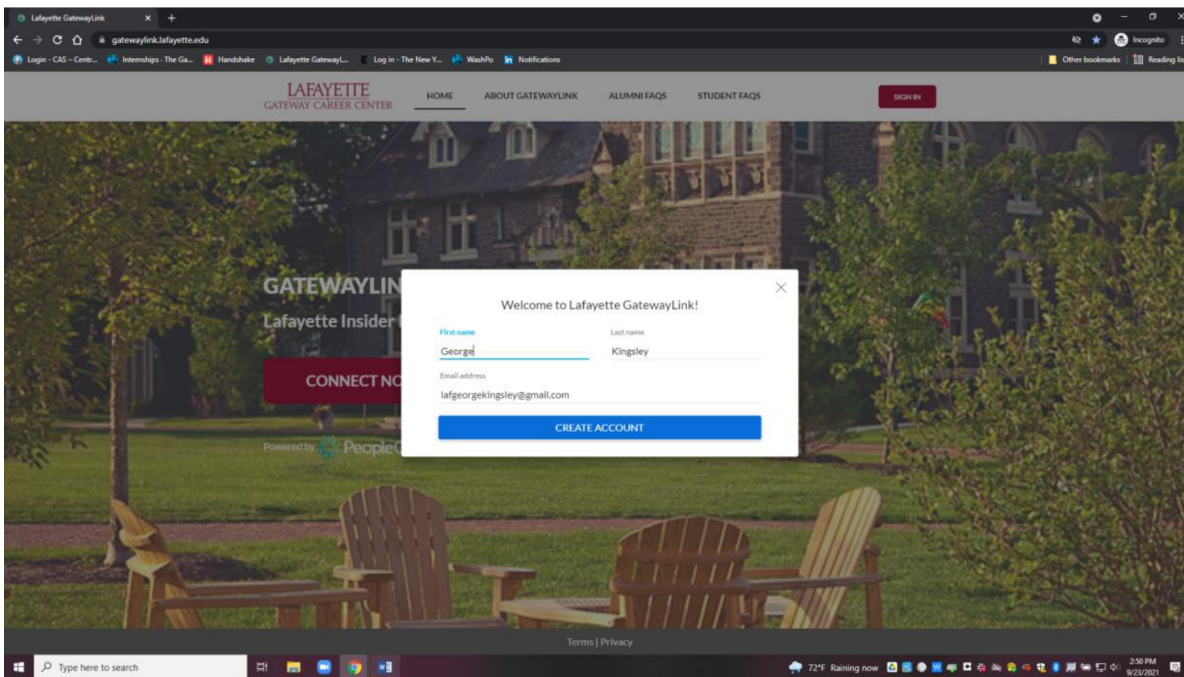 Lafayette GatewayLink
gatewaylink.lafayette.edu
Incognito
Login - CAS – Centr... Internships - The Ga... Handshake Lafayette GatewayL... Log in - The New Y... WashPo Notifications Other bookmarks Reading lis
LAFAYETTE
GATEWAY CAREER CENTER
HOME ABOUT GATEWAYLINK ALUMNI FAQS STUDENT FAQS SIGN IN
GATEWAYLIN
Lafayette Insider
CONNECT NO
Powered by PeopleG
Welcome to Lafayette GatewayLink!
First name Last name
George Kingsley
Email address
lafgeorgekingsley@gmail.com
CREATE ACCOUNT
Terms | Privacy
Type here to search 72°F Raining now 2:50 PM
9/23/2021